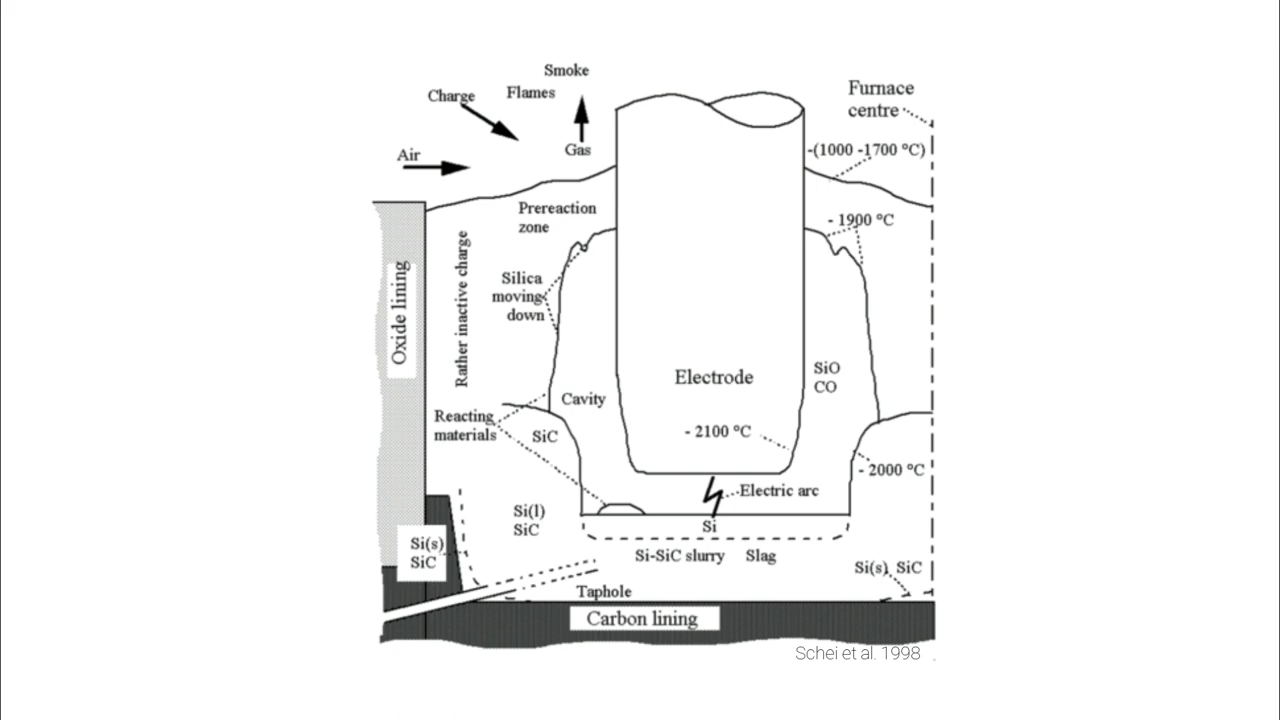 Smoke
Flames
Charge
Gas
Air
Furnace
centre
-(1000 -1700 °C)
Prereaction
zone
- 1900 °C
Oxide lining
Rather inactive charge
Silica
moving
down
Electrode
SiO
CO
Cavity
Reacting
materials
SiC
- 2100 °C
- 2000 °C
Electric arc
Si(l)
SiC
Si
Si(s)
SiC
Si-SiC slurry
Slag
Si(s), SiC
Taphole
Carbon lining
Schei et al. 1998